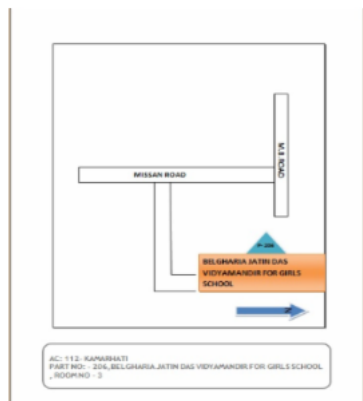 M.B ROAD
MISSAN ROAD
P-206
BELGHARIA JATIN DAS
VIDYAMANDIR FOR GIRLS
SCHOOL
N
AC: 112- KAMARHATI
PART NO: - 206, BELGHARIA JATIN DAS VIDYAMANDIR FOR GIRLS SCHOOL
, ROOM NO - 3